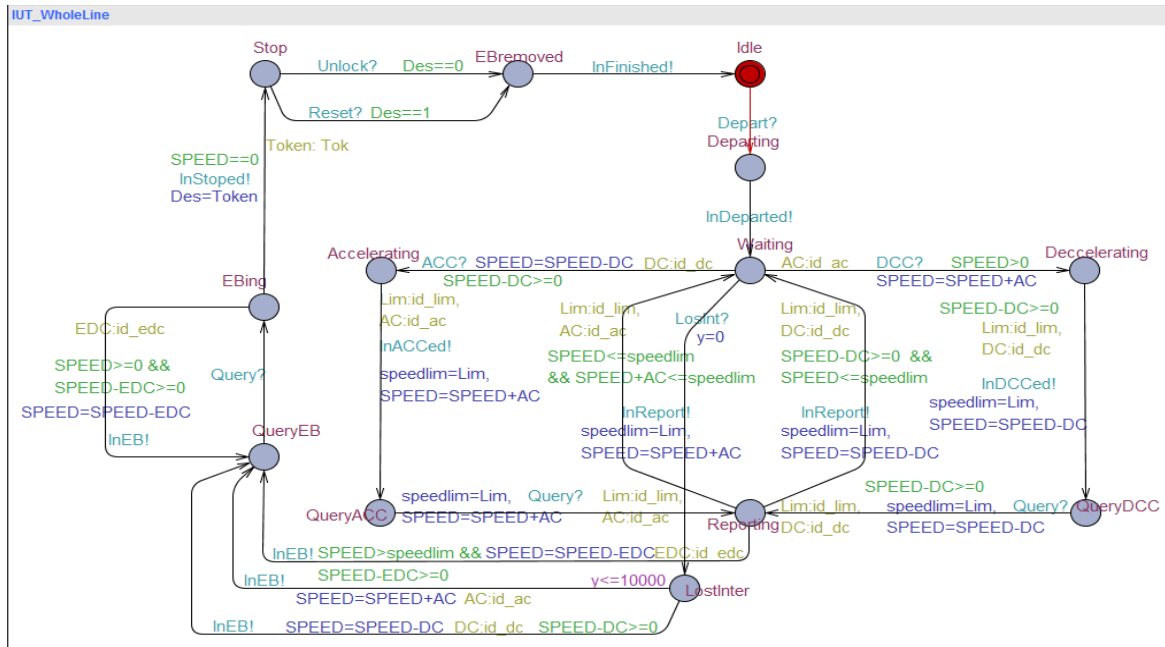 IUT_WholeLine
Stop
EBremoved
Idle
Unlock? Des==0
InFinished!
Reset? Des==1
Depart?
Departing
Token: Tok
SPEED==0
InStoped!
Des=Token
InDeparted!
Waiting
Accelerating
ACC? SPEED=SPEED-DC DC:id_dc
SPEED-DC>=0
AC:id_ac DCC? SPEED>0
SPEED=SPEED+AC
Deccelerating
EBing
EDC:id_edc
SPEED>=0 &&
SPEED-EDC>=0
SPEED=SPEED-EDC
InEB!
Query?
QueryEB
Lim:id_lim,
AC:id_ac
InACCed!
speedlim=Lim,
SPEED=SPEED+AC
Lim:id_lim,
AC:id_ac
SPEED<=speedlim
&& SPEED+AC<=speedlim
InReport!
speedlim=Lim,
SPEED=SPEED+AC
LosInt?
y=0
Lim:id_lim,
DC:id_dc
SPEED-DC>=0 &&
SPEED<=speedlim
InReport!
speedlim=Lim,
SPEED=SPEED-DC
SPEED-DC>=0
Lim:id_lim,
DC:id_dc
InDCCed!
speedlim=Lim,
SPEED=SPEED-DC
QueryACC
speedlim=Lim, Query? Lim:id_lim,
SPEED=SPEED+AC AC:id_ac
Reporting
SPEED-DC>=0
Lim:id_lim, speedlim=Lim, Query?
DC:id_dc SPEED=SPEED-DC
QueryDCC
InEB! SPEED>speedlim && SPEED=SPEED-EDC EDC:id_edc
InEB! SPEED-EDC>=0 y<=10000
SPEED=SPEED+AC AC:id_ac
LostInter
InEB! SPEED=SPEED-DC DC:id_dc SPEED-DC>=0